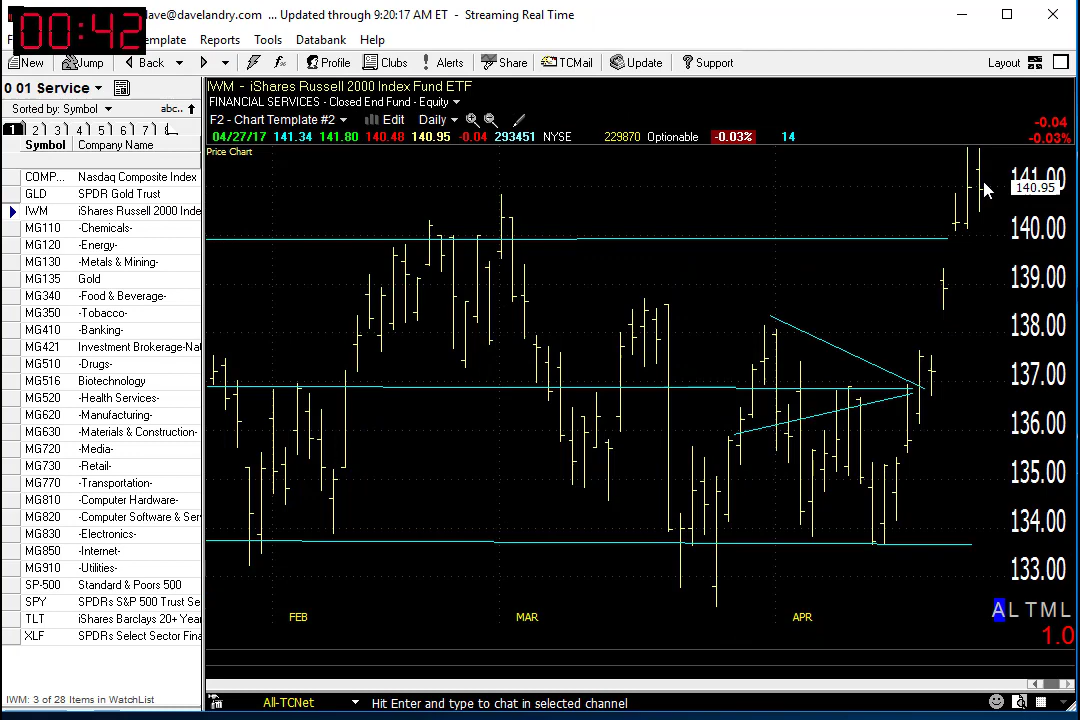 00:42
ave@davelandry.com ... Updated through 9:20:17 AM ET - Streaming Real Time
F emplate Reports Tools Databank Help
New Jump Back Profile Clubs Alerts Share TCMail Update Support Layout
0 01 Service
Sorted by: Symbol abc..
1 2 3 4 5 6 7
Symbol Company Name
COMP... Nasdaq Composite Index
GLD SPDR Gold Trust
IWM iShares Russell 2000 Inde
MG110 -Chemicals-
MG120 -Energy-
MG130 -Metals & Mining-
MG135 Gold
MG340 -Food & Beverage-
MG350 -Tobacco-
MG410 -Banking-
MG421 Investment Brokerage-Nat
MG510 -Drugs-
MG516 Biotechnology
MG520 -Health Services-
MG620 -Manufacturing-
MG630 -Materials & Construction-
MG720 -Media-
MG730 -Retail-
MG770 -Transportation-
MG810 -Computer Hardware-
MG820 -Computer Software & Ser
MG830 -Electronics-
MG850 -Internet-
MG910 -Utilities-
SP-500 Standard & Poors 500
SPY SPDRs S&P 500 Trust Se
TLT iShares Barclays 20+ Year
XLF SPDRs Select Sector Fina
IWM: 3 of 28 Items in WatchList
IWM - iShares Russell 2000 Index Fund ETF
FINANCIAL SERVICES - Closed End Fund - Equity
F2 - Chart Template #2 Edit Daily
04/27/17 141.34 141.80 140.48 140.95 -0.04 293451 NYSE 229870 Optionable -0.03% 14
-0.04
-0.03%
Price Chart
141.00
140.95
140.00
139.00
138.00
137.00
136.00
135.00
134.00
133.00
FEB MAR APR
A L T M L
1.0
All-TCNet Hit Enter and type to chat in selected channel